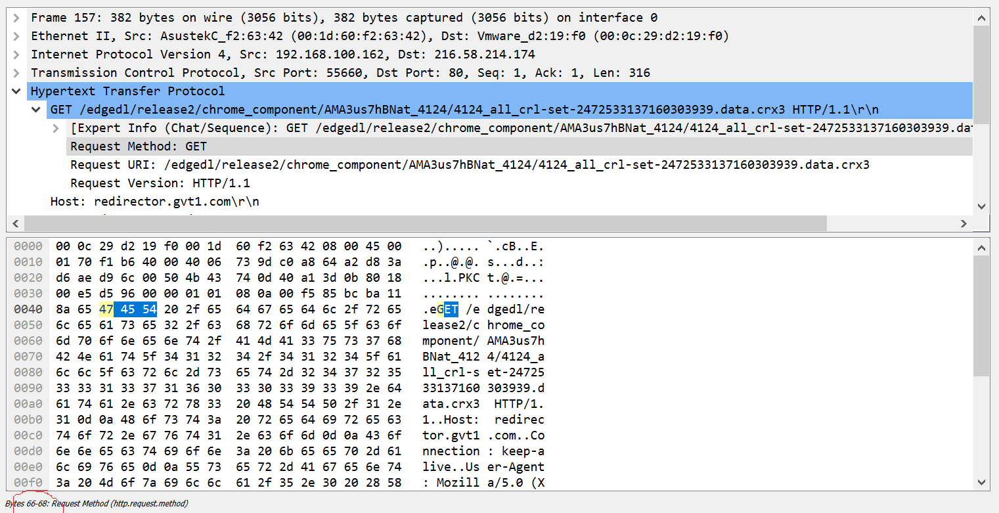 Frame 157: 382 bytes on wire (3056 bits), 382 bytes captured (3056 bits) on interface 0
Ethernet II, Src: AsustekC_f2:63:42 (00:1d:60:f2:63:42), Dst: Vmware_d2:19:f0 (00:0c:29:d2:19:f0)
Internet Protocol Version 4, Src: 192.168.100.162, Dst: 216.58.214.174
Transmission Control Protocol, Src Port: 55660, Dst Port: 80, Seq: 1, Ack: 1, Len: 316
Hypertext Transfer Protocol
GET /edgedl/release2/chrome_component/AMA3us7hBNat_4124/4124_all_crl-set-2472533137160303939.data.crx3 HTTP/1.1\r\n
[Expert Info (Chat/Sequence): GET /edgedl/release2/chrome_component/AMA3us7hBNat_4124/4124_all_crl-set-2472533137160303939.da
Request Method: GET
Request URI: /edgedl/release2/chrome_component/AMA3us7hBNat_4124/4124_all_crl-set-2472533137160303939.data.crx3
Request Version: HTTP/1.1
Host: redirector.gvt1.com\r\n
0000 00 0c 29 d2 19 f0 00 1d 60 f2 63 42 08 00 45 00 ..)..... `.cB..E.
0010 01 70 f1 b6 40 00 40 06 73 9d c0 a8 64 a2 d8 3a .p..@.@. s...d..:
0020 d6 ae d9 6c 00 50 4b 43 74 0d 40 a1 3d 0b 80 18 ...l.PKC t.@.=...
0030 00 e5 d5 96 00 00 01 01 08 0a 00 f5 85 bc ba 11 ........ ........
0040 8a 65 47 45 54 20 2f 65 64 67 65 64 6c 2f 72 65 .eGET /e dgedl/re
0050 6c 65 61 73 65 32 2f 63 68 72 6f 6d 65 5f 63 6f lease2/c hrome_co
0060 6d 70 6f 6e 65 6e 74 2f 41 4d 41 33 75 73 37 68 mponent/ AMA3us7h
0070 42 4e 61 74 5f 34 31 32 34 2f 34 31 32 34 5f 61 BNat_412 4/4124_a
0080 6c 6c 5f 63 72 6c 2d 73 65 74 2d 32 34 37 32 35 ll_crl-s et-24725
0090 33 33 31 33 37 31 36 30 33 30 33 39 33 39 2e 64 33137160 303939.d
00a0 61 74 61 2e 63 72 78 33 20 48 54 54 50 2f 31 2e ata.crx3 HTTP/1.
00b0 31 0d 0a 48 6f 73 74 3a 20 72 65 64 69 72 65 63 1..Host: redirec
00c0 74 6f 72 2e 67 76 74 31 2e 63 6f 6d 0d 0a 43 6f tor.gvt1 .com..Co
00d0 6e 6e 65 63 74 69 6f 6e 3a 20 6b 65 65 70 2d 61 nnection : keep-a
00e0 6c 69 76 65 0d 0a 55 73 65 72 2d 41 67 65 6e 74 live..Us er-Agent
00f0 3a 20 4d 6f 7a 69 6c 6c 61 2f 35 2e 30 20 28 58 : Mozill a/5.0 (X
Bytes 66-68: Request Method (http.request.method)